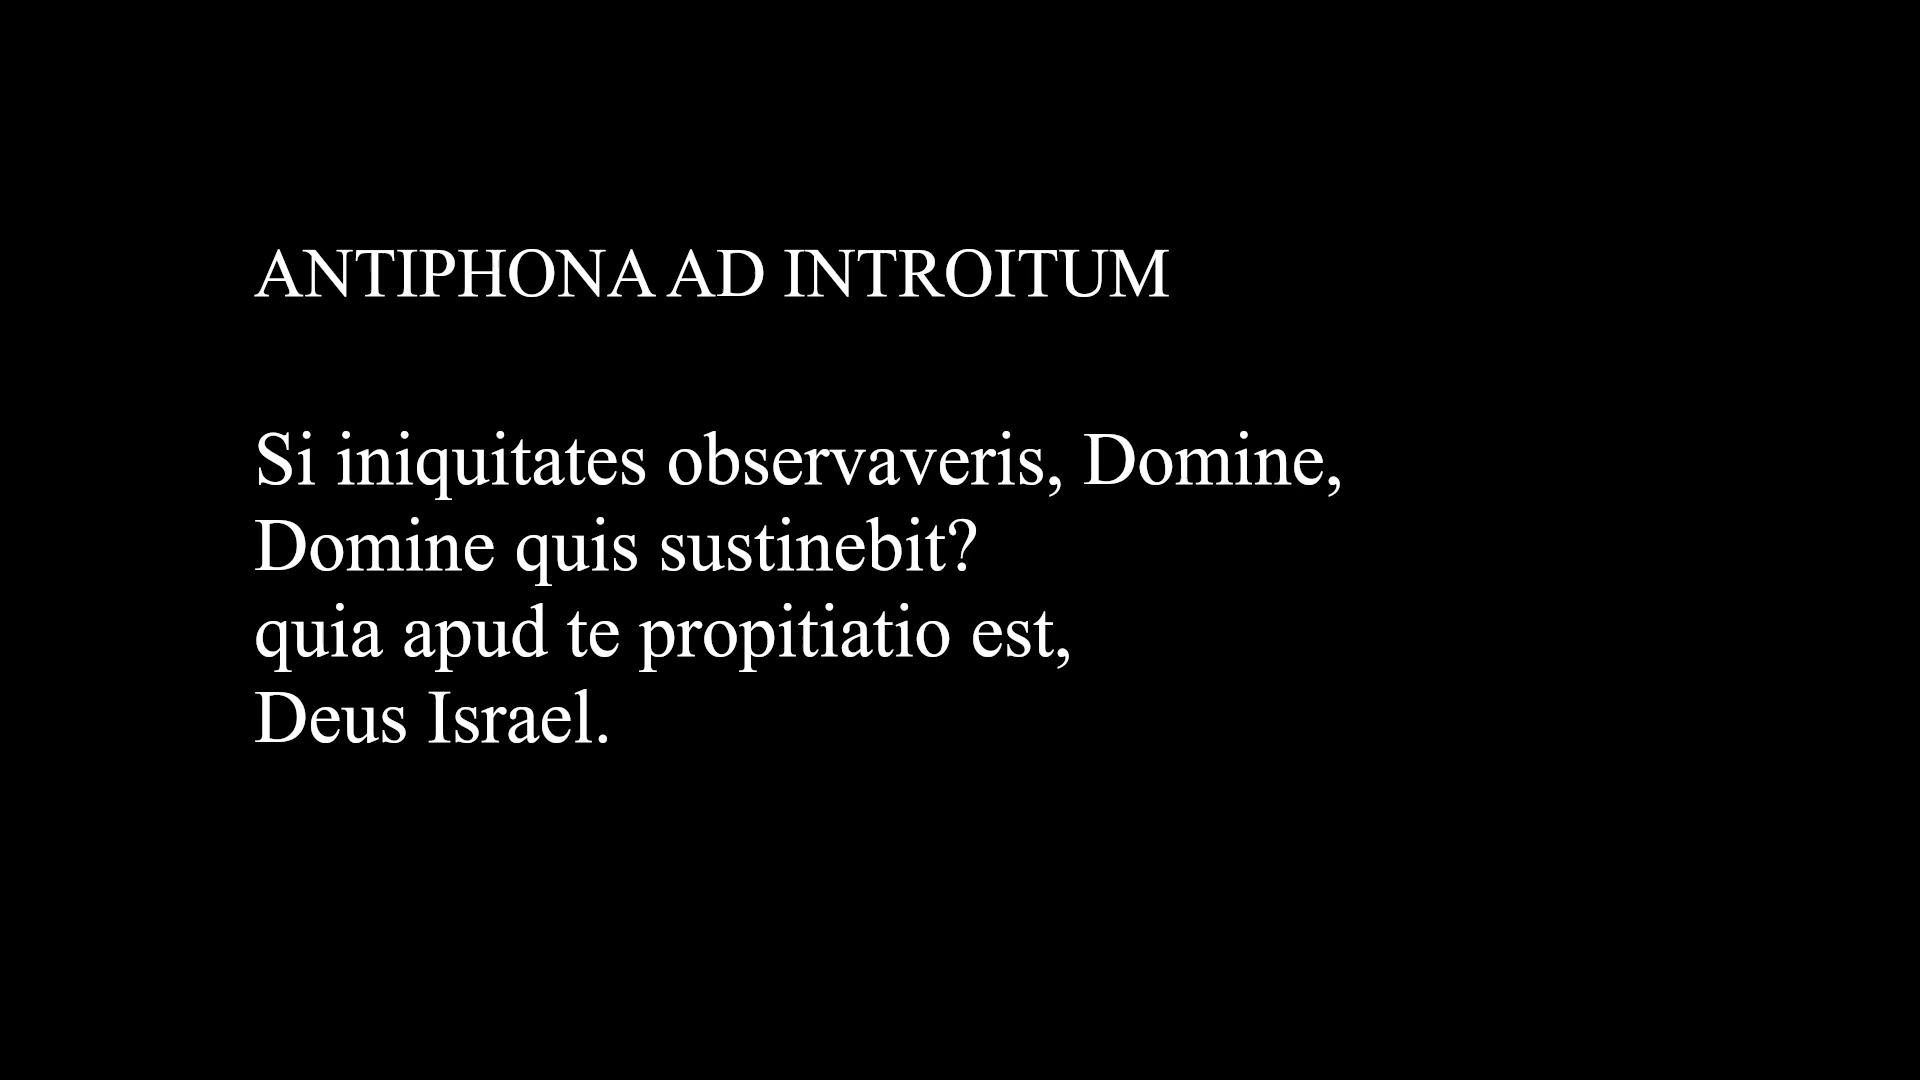 ANTIPHONA AD INTROITUM
Si iniquitates observaveris, Domine,
Domine quis sustinebit?
quia apud te propitiatio est,
Deus Israel.